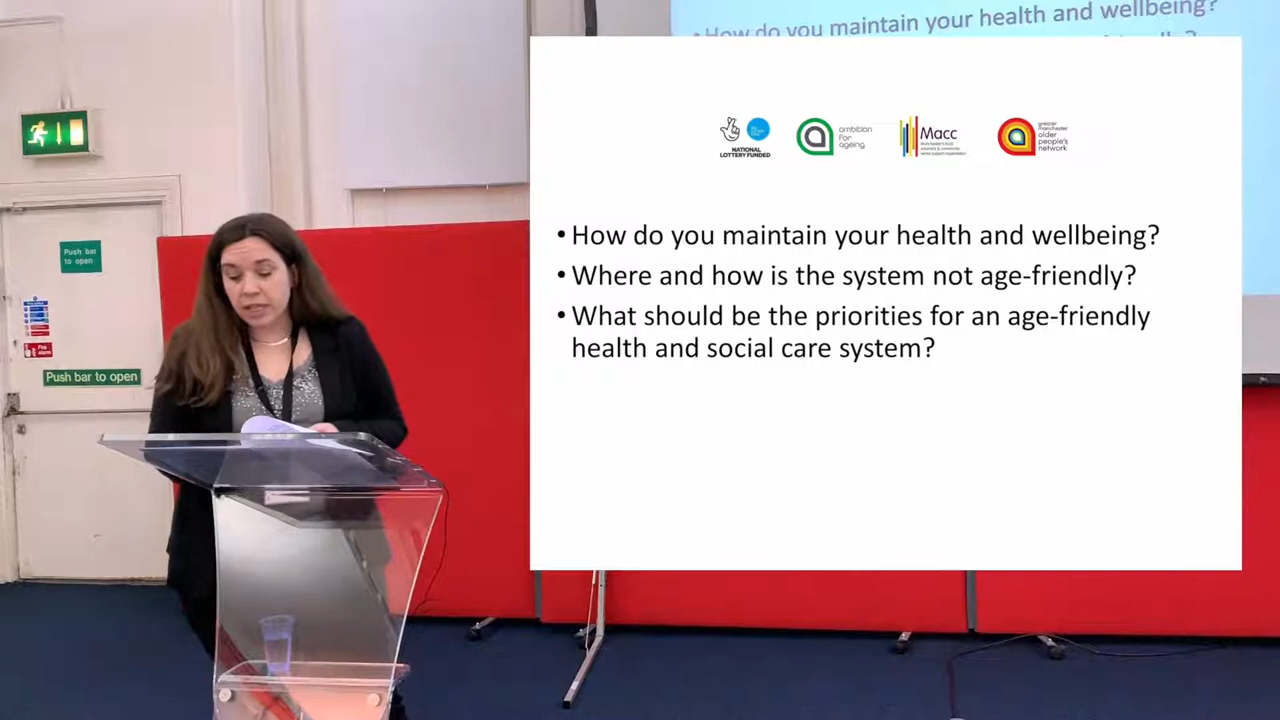 How do you maintain your health and wellbeing?
Push bar
to open
Push bar to open
NATIONAL
LOTTERY FUNDED
ambition
for
ageing
Macc
greater
manchester
older
people's
network
• How do you maintain your health and wellbeing?
• Where and how is the system not age-friendly?
• What should be the priorities for an age-friendly
health and social care system?